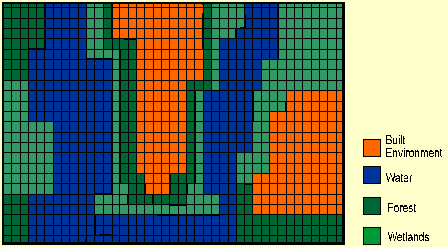 Built
Environment
Water
Forest
Wetlands